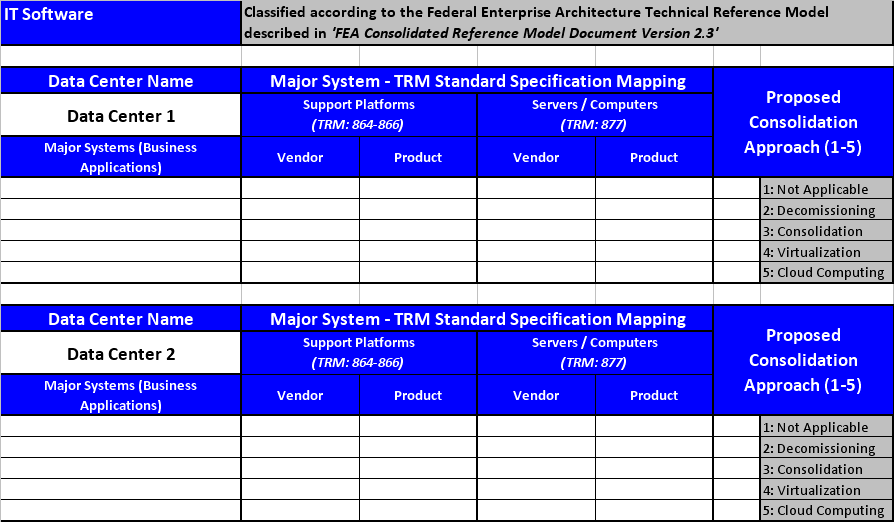 IT Software
Classified according to the Federal Enterprise Architecture Technical Reference Model
described in 'FEA Consolidated Reference Model Document Version 2.3'
Data Center Name
Major System - TRM Standard Specification Mapping
Proposed
Consolidation
Approach (1-5)
Data Center 1
Support Platforms
(TRM: 864-866)
Servers / Computers
(TRM: 877)
Major Systems (Business
Applications)
Vendor
Product
Vendor
Product
1: Not Applicable
2: Decomissioning
3: Consolidation
4: Virtualization
5: Cloud Computing
Data Center Name
Major System - TRM Standard Specification Mapping
Proposed
Consolidation
Approach (1-5)
Data Center 2
Support Platforms
(TRM: 864-866)
Servers / Computers
(TRM: 877)
Major Systems (Business
Applications)
Vendor
Product
Vendor
Product
1: Not Applicable
2: Decomissioning
3: Consolidation
4: Virtualization
5: Cloud Computing